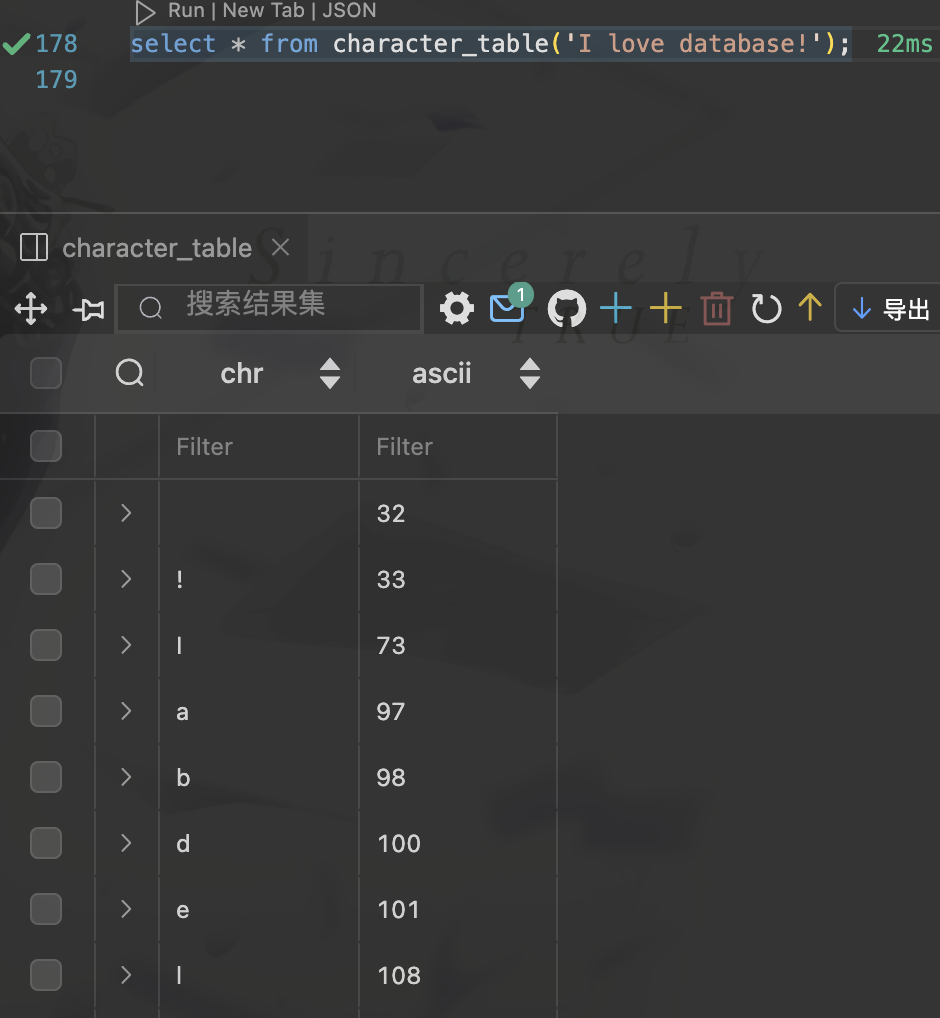 Run | New Tab | JSON
178 select * from character_table('I love database!'); 22ms
179
Sincerely
character_table
搜索结果集 1 导出
TRUE
chr ascii
Filter Filter
32
! 33
I 73
a 97
b 98
d 100
e 101
l 108